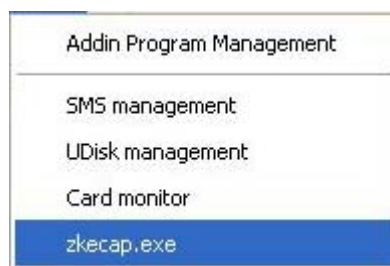 Addin Program Management
SMS management
UDisk management
Card monitor
zkecap.exe